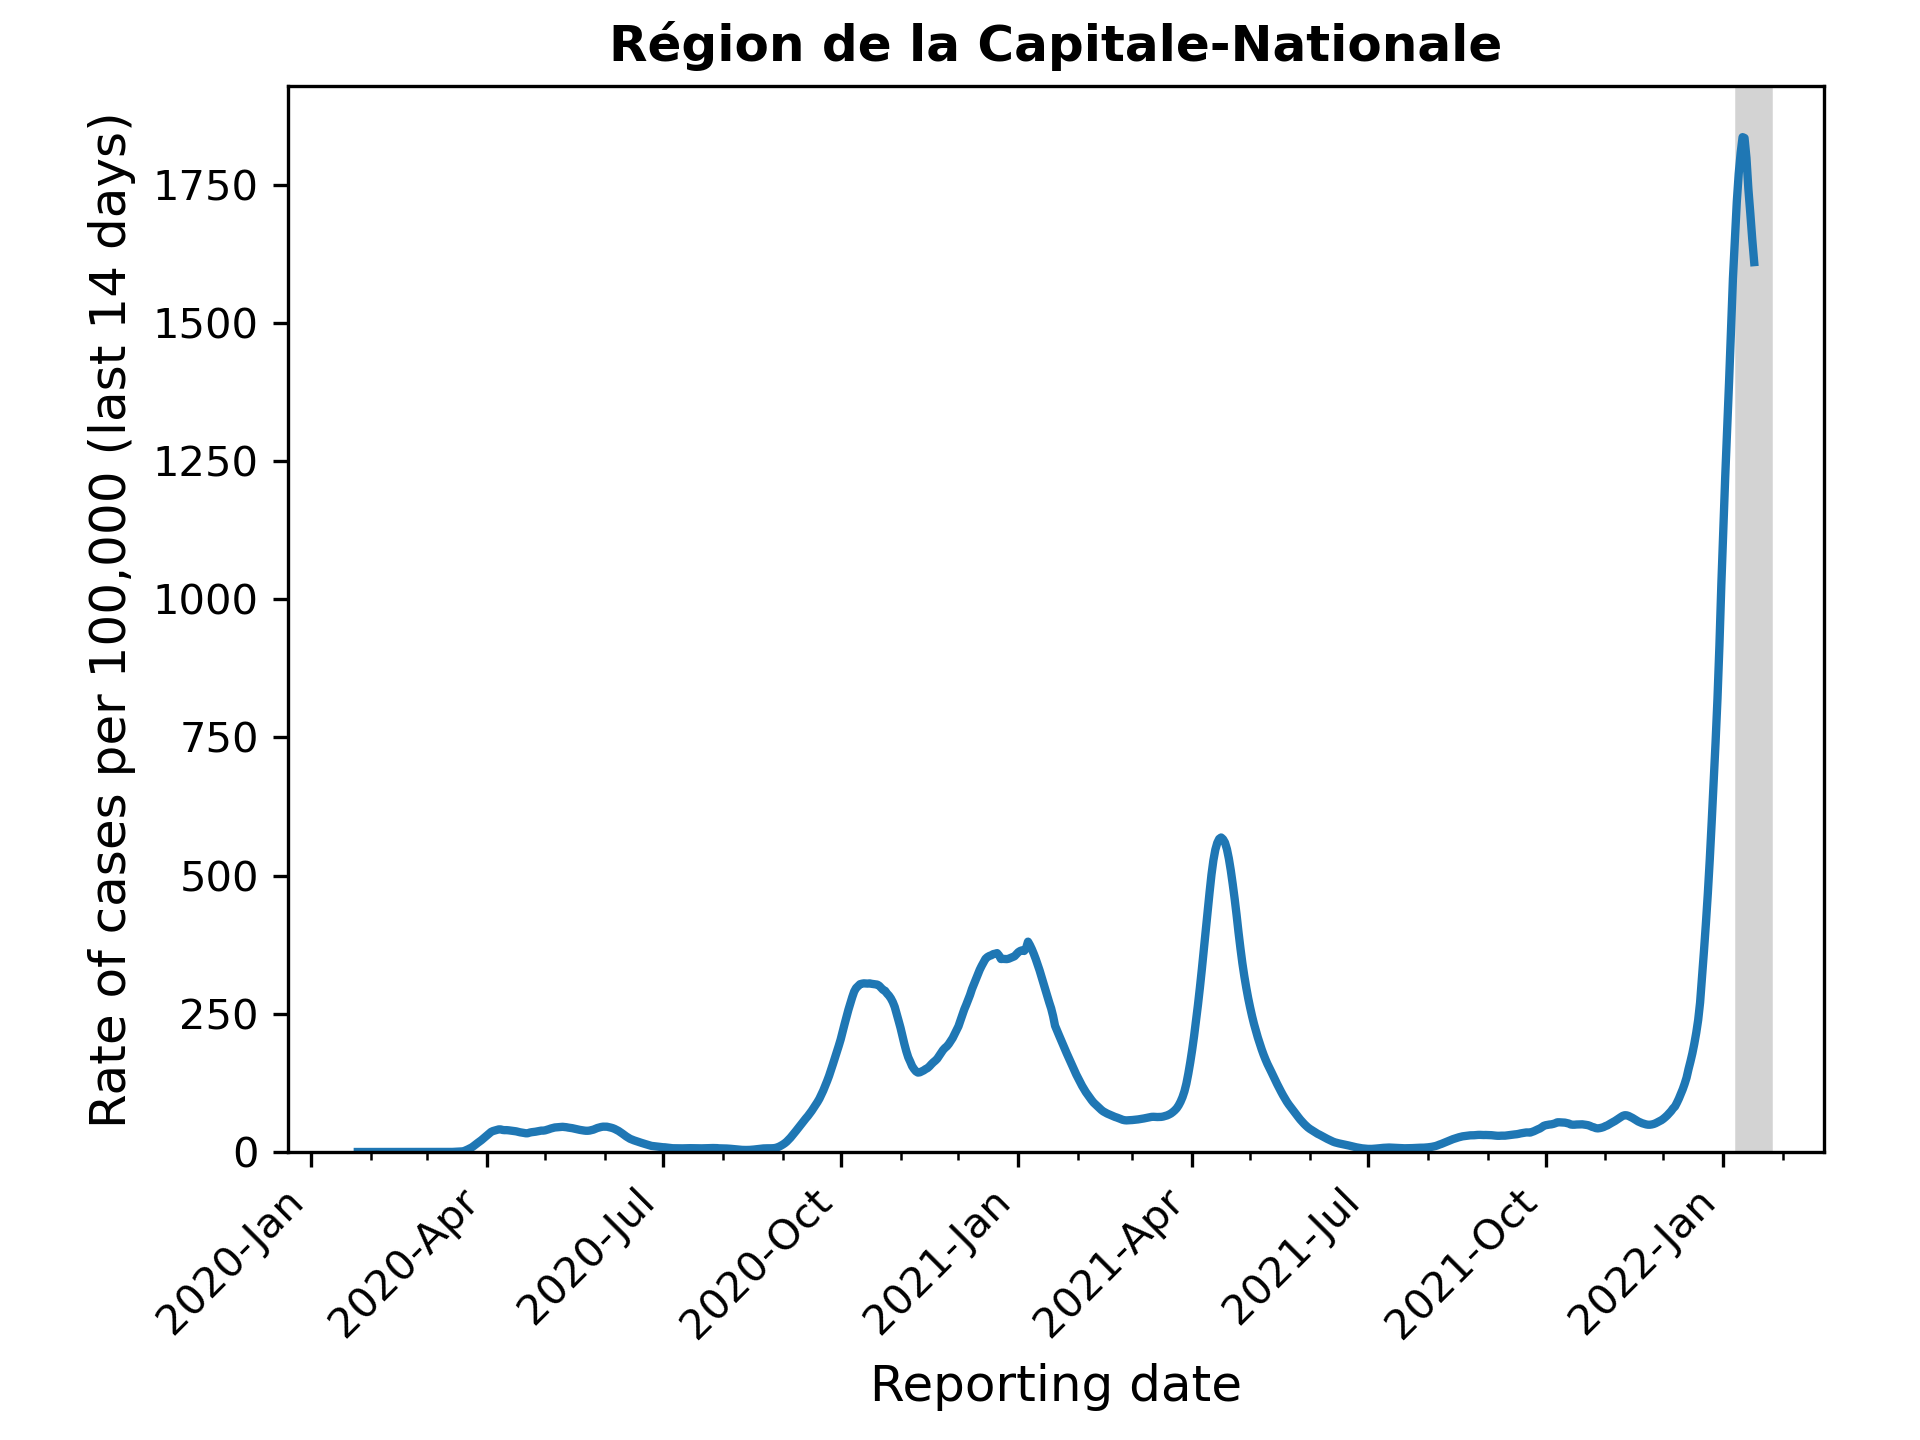 Région de la Capitale-Nationale
Rate of cases per 100,000 (last 14 days)
1750
1500
1250
1000
750
500
250
0
2020-Jan
2020-Apr
2020-Jul
2020-Oct
2021-Jan
2021-Apr
2021-Jul
2021-Oct
2022-Jan
Reporting date